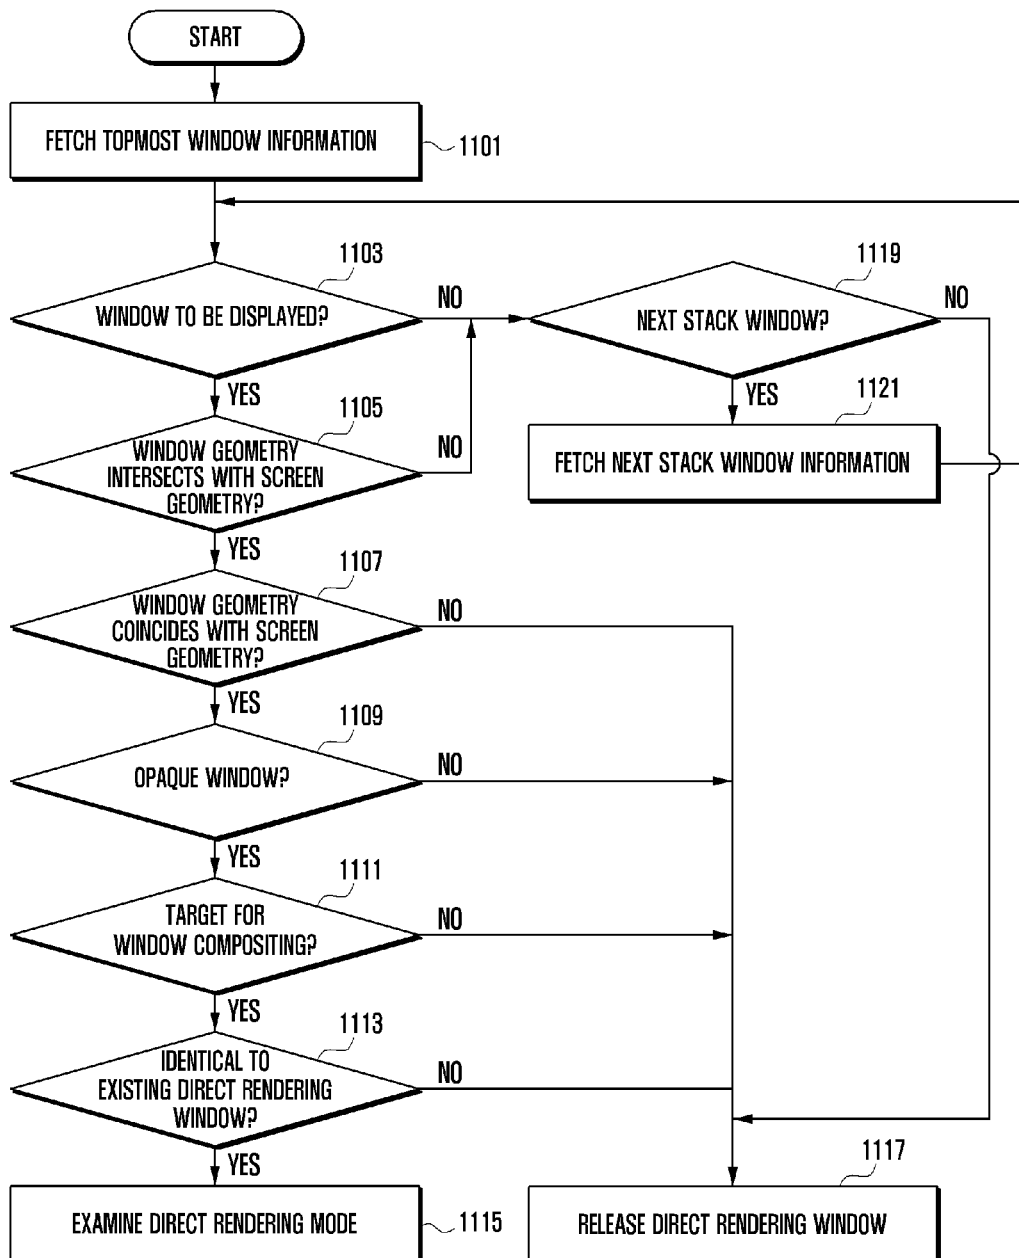 START
FETCH TOPMOST WINDOW INFORMATION
1101
1103
WINDOW TO BE DISPLAYED?
NO
YES
1119
NEXT STACK WINDOW?
NO
YES
1105
WINDOW GEOMETRY
INTERSECTS WITH SCREEN
GEOMETRY?
NO
YES
1121
FETCH NEXT STACK WINDOW INFORMATION
1107
WINDOW GEOMETRY
COINCIDES WITH SCREEN
GEOMETRY?
NO
YES
1109
OPAQUE WINDOW?
NO
YES
1111
TARGET FOR
WINDOW COMPOSITING?
NO
YES
1113
IDENTICAL TO
EXISTING DIRECT RENDERING
WINDOW?
NO
YES
EXAMINE DIRECT RENDERING MODE
1115
1117
RELEASE DIRECT RENDERING WINDOW